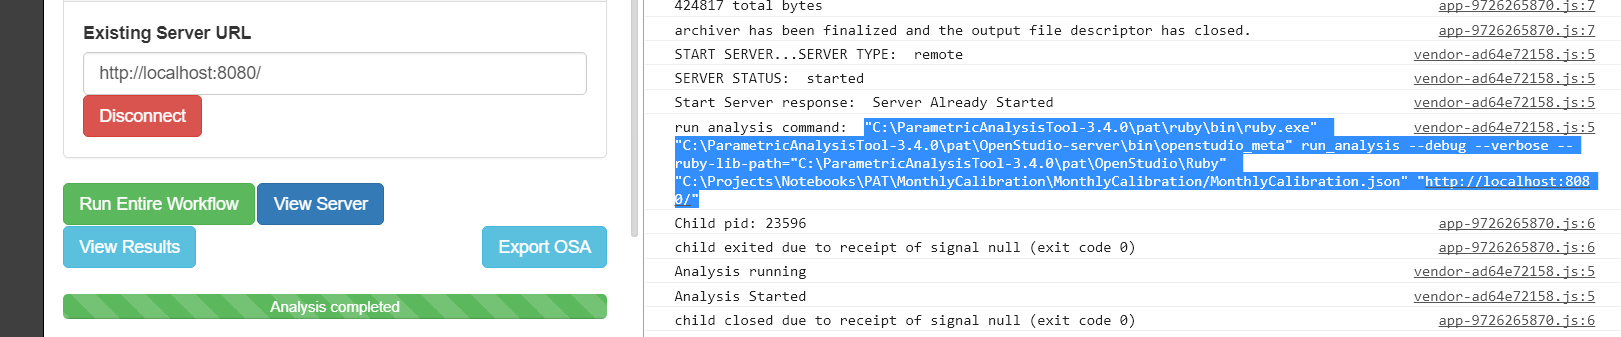 Existing Server URL
http://localhost:8080/
Disconnect
Run Entire Workflow
View Server
View Results
Export OSA
Analysis completed
424817 total bytes app-9726265870.js:7
archiver has been finalized and the output file descriptor has closed. app-9726265870.js:7
START SERVER...SERVER TYPE:  remote vendor-ad64e72158.js:5
SERVER STATUS:  started vendor-ad64e72158.js:5
Start Server response:  Server Already Started vendor-ad64e72158.js:5
run analysis command:  "C:\ParametricAnalysisTool-3.4.0\pat\ruby\bin\ruby.exe" vendor-ad64e72158.js:5
"C:\ParametricAnalysisTool-3.4.0\pat\OpenStudio-server\bin\openstudio_meta" run_analysis --debug --verbose --
ruby-lib-path="C:\ParametricAnalysisTool-3.4.0\pat\OpenStudio\Ruby"
"C:\Projects\Notebooks\PAT\MonthlyCalibration\MonthlyCalibration/MonthlyCalibration.json" "http://localhost:808
0/"
Child pid: 23596 app-9726265870.js:6
child exited due to receipt of signal null (exit code 0) app-9726265870.js:6
Analysis running vendor-ad64e72158.js:5
Analysis Started vendor-ad64e72158.js:5
child closed due to receipt of signal null (exit code 0) app-9726265870.js:6